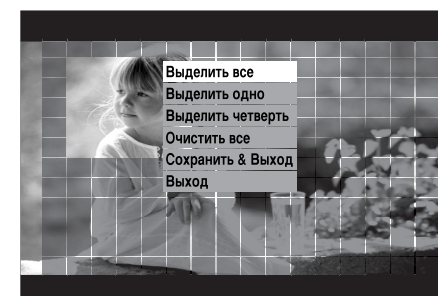 Выделить все
Выделить одно
Выделить четверть
Очистить все
Сохранить & Выход
Выход